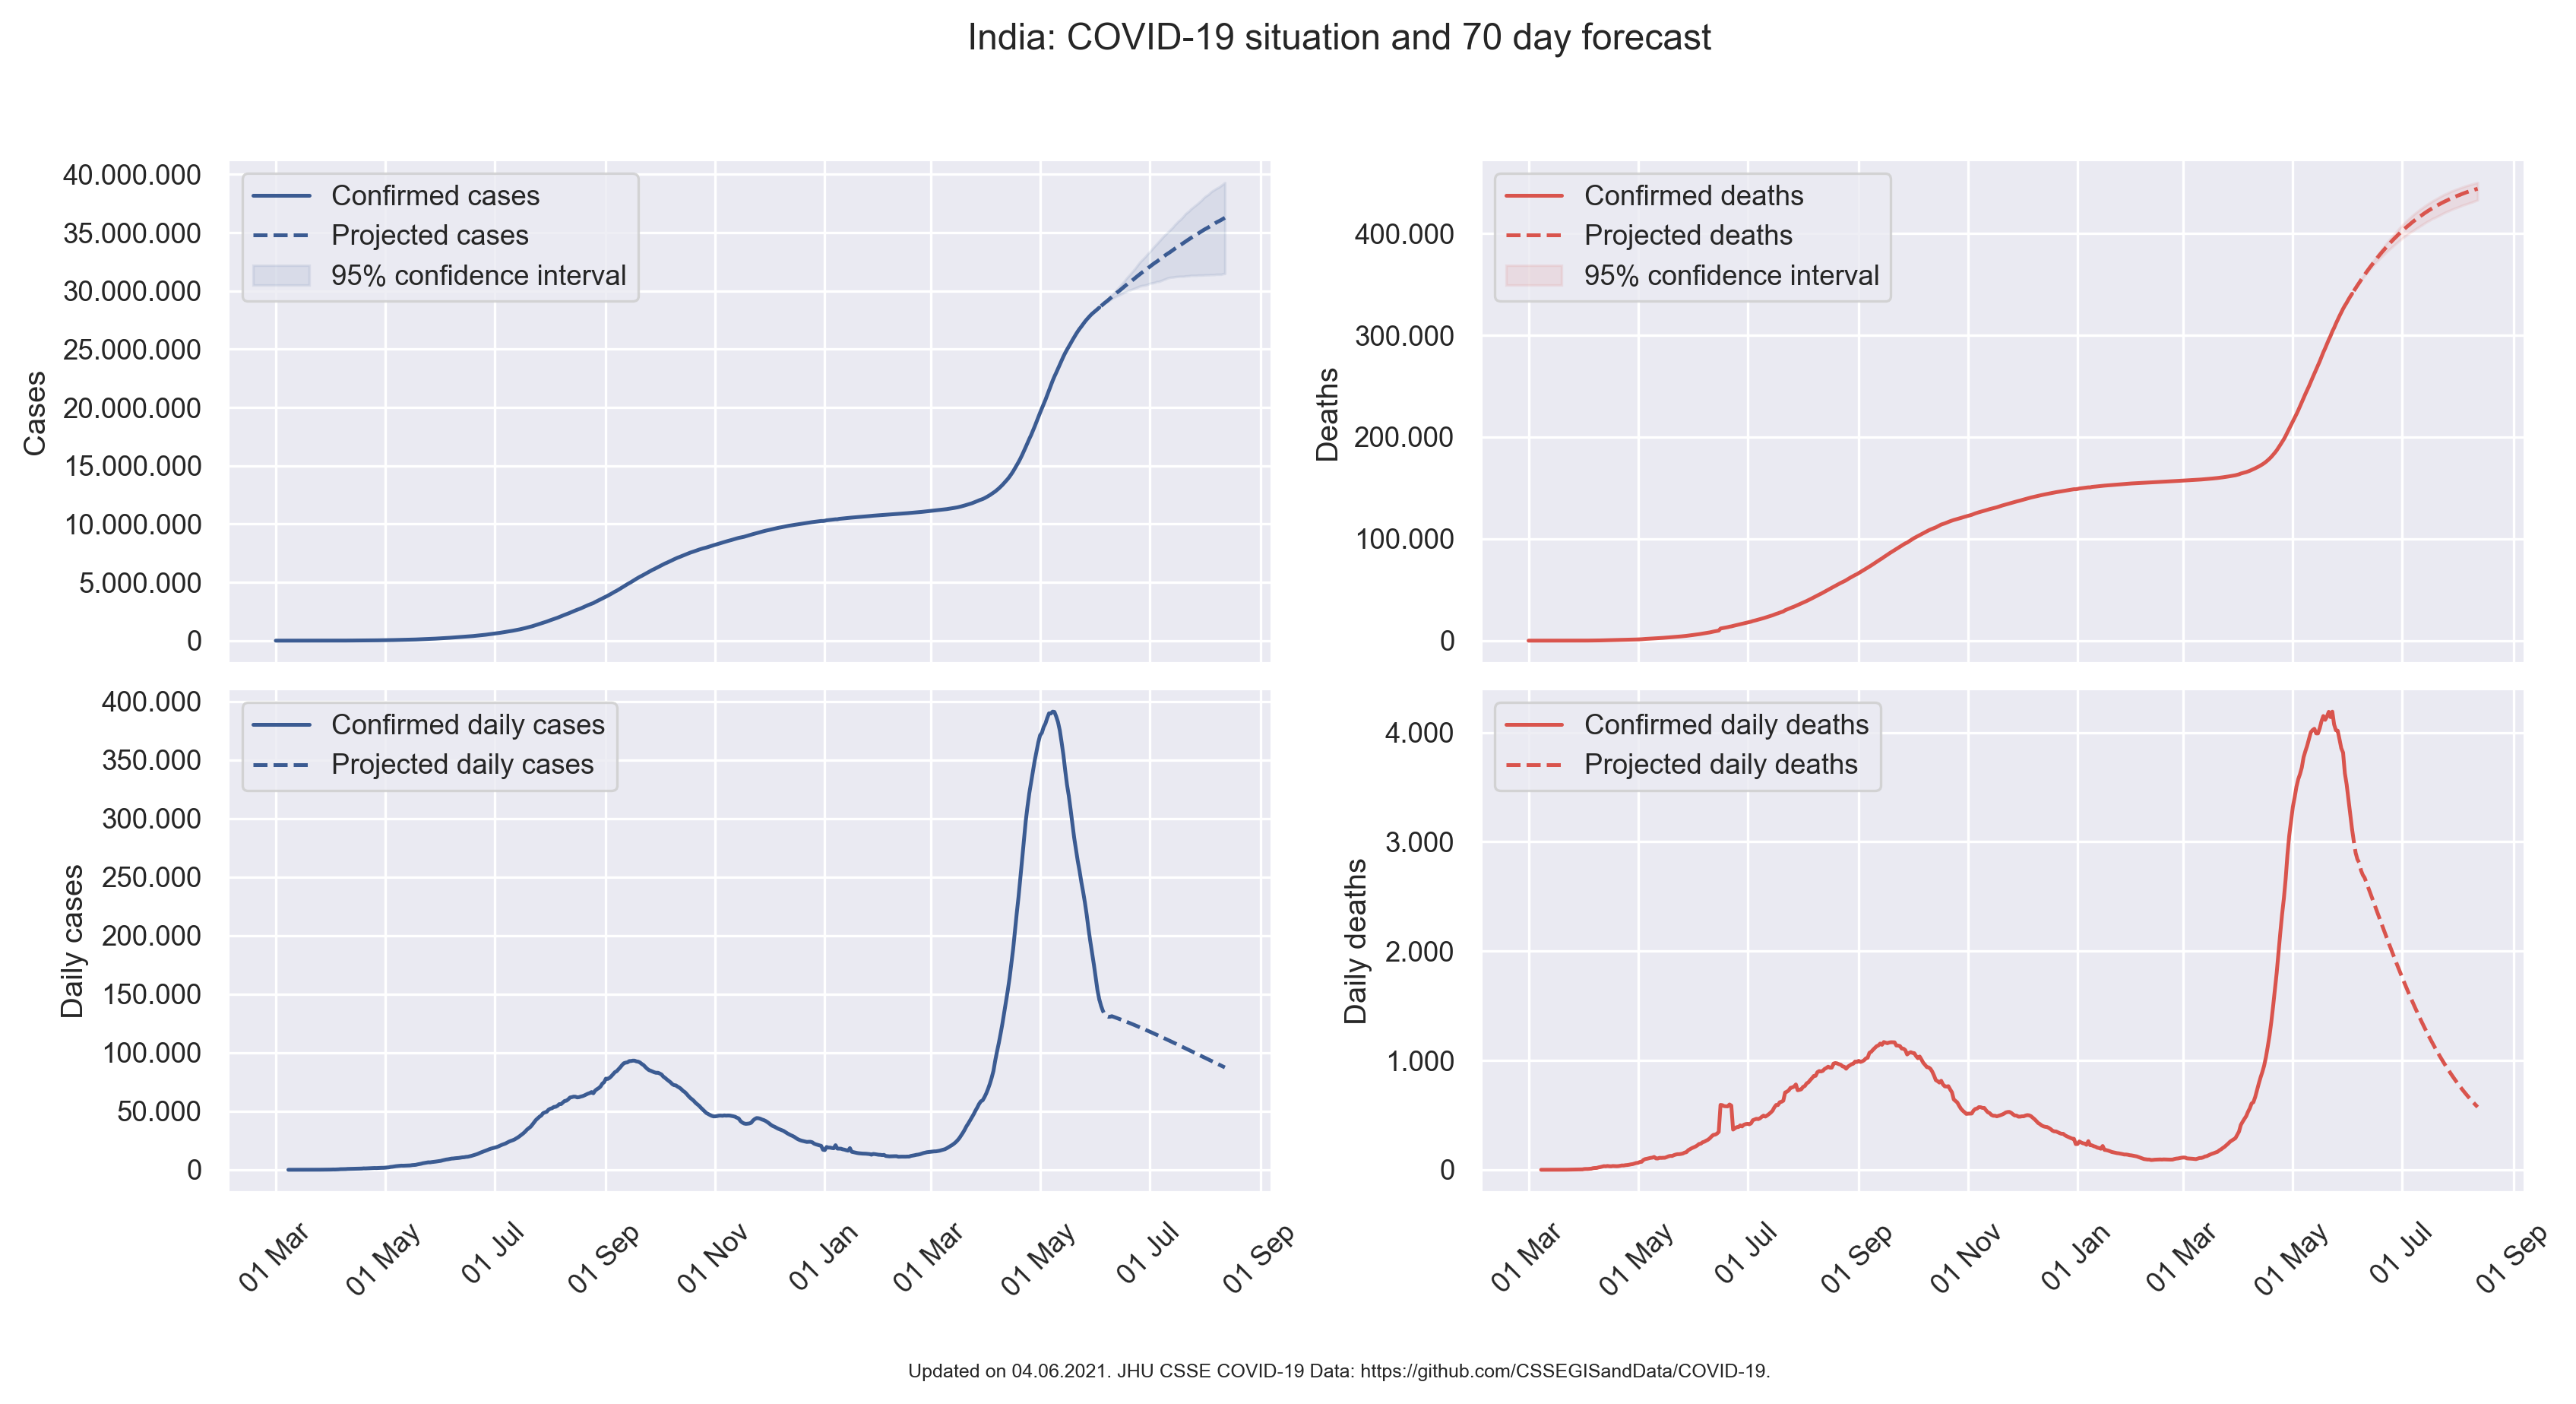 India: COVID-19 situation and 70 day forecast
40.000.000
35.000.000
30.000.000
25.000.000
20.000.000
15.000.000
10.000.000
5.000.000
0
Cases
Confirmed cases
Projected cases
95% confidence interval
400.000
300.000
200.000
100.000
0
Deaths
Confirmed deaths
Projected deaths
95% confidence interval
400.000
350.000
300.000
250.000
200.000
150.000
100.000
50.000
0
Daily cases
Confirmed daily cases
Projected daily cases
01 Mar
01 May
01 Jul
01 Sep
01 Nov
01 Jan
01 Mar
01 May
01 Jul
01 Sep
4.000
3.000
2.000
1.000
0
Daily deaths
Confirmed daily deaths
Projected daily deaths
01 Mar
01 May
01 Jul
01 Sep
01 Nov
01 Jan
01 Mar
01 May
01 Jul
01 Sep
Updated on 04.06.2021. JHU CSSE COVID-19 Data: https://github.com/CSSEGISandData/COVID-19.